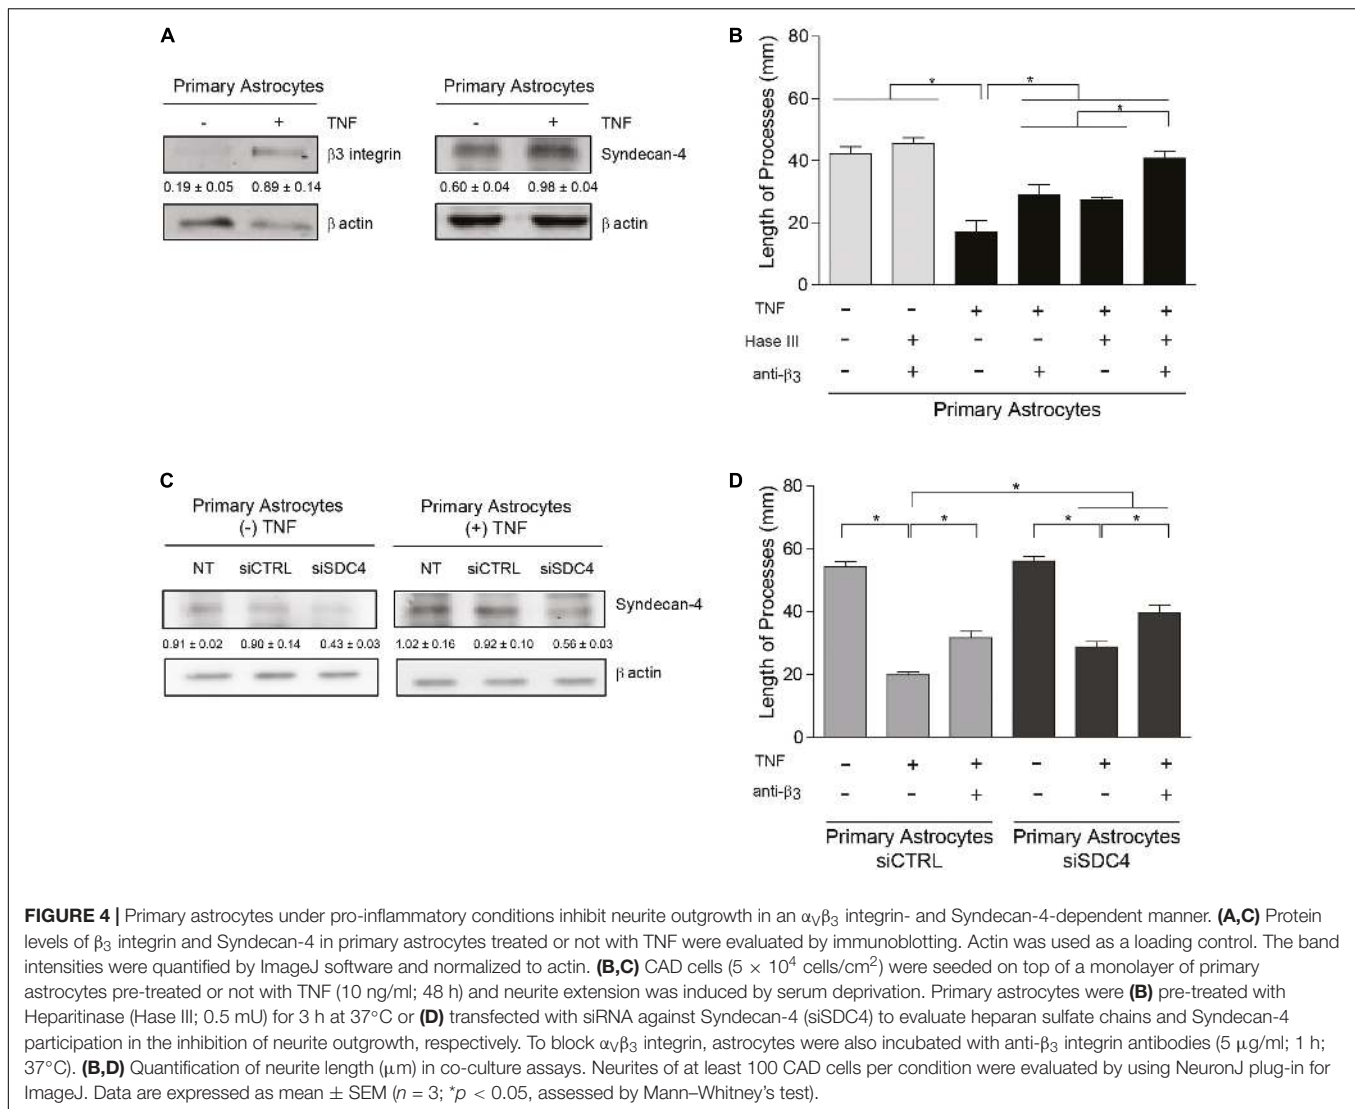 A
Primary Astrocytes
- + TNF
β3 integrin
0.19 ± 0.05 0.89 ± 0.14
β actin
Primary Astrocytes
- + TNF
Syndecan-4
0.60 ± 0.04 0.98 ± 0.04
β actin
B
Length of Processes (mm)
80
60
40
20
0
* * *
TNF - - + + + +
Hase III - + - - + +
anti-β3 - + - + - +
Primary Astrocytes
C
Primary Astrocytes
(-) TNF
NT siCTRL siSDC4
0.91 ± 0.02 0.90 ± 0.14 0.43 ± 0.03
Primary Astrocytes
(+) TNF
NT siCTRL siSDC4
Syndecan-4
1.02 ± 0.16 0.92 ± 0.10 0.56 ± 0.03
β actin
D
Length of Processes (mm)
80
60
40
20
0
*
* * * *
TNF - + + - + +
anti-β3 - - + - - +
Primary Astrocytes
siCTRL
Primary Astrocytes
siSDC4
FIGURE 4 | Primary astrocytes under pro-inflammatory conditions inhibit neurite outgrowth in an αVβ3 integrin- and Syndecan-4-dependent manner. (A,C) Protein
levels of β3 integrin and Syndecan-4 in primary astrocytes treated or not with TNF were evaluated by immunoblotting. Actin was used as a loading control. The band
intensities were quantified by ImageJ software and normalized to actin. (B,C) CAD cells (5 × 10⁴ cells/cm²) were seeded on top of a monolayer of primary
astrocytes pre-treated or not with TNF (10 ng/ml; 48 h) and neurite extension was induced by serum deprivation. Primary astrocytes were (B) pre-treated with
Heparitinase (Hase III; 0.5 mU) for 3 h at 37°C or (D) transfected with siRNA against Syndecan-4 (siSDC4) to evaluate heparan sulfate chains and Syndecan-4
participation in the inhibition of neurite outgrowth, respectively. To block αVβ3 integrin, astrocytes were also incubated with anti-β3 integrin antibodies (5 μg/ml; 1 h;
37°C). (B,D) Quantification of neurite length (μm) in co-culture assays. Neurites of at least 100 CAD cells per condition were evaluated by using NeuronJ plug-in for
ImageJ. Data are expressed as mean ± SEM (n = 3; *p < 0.05, assessed by Mann–Whitney's test).